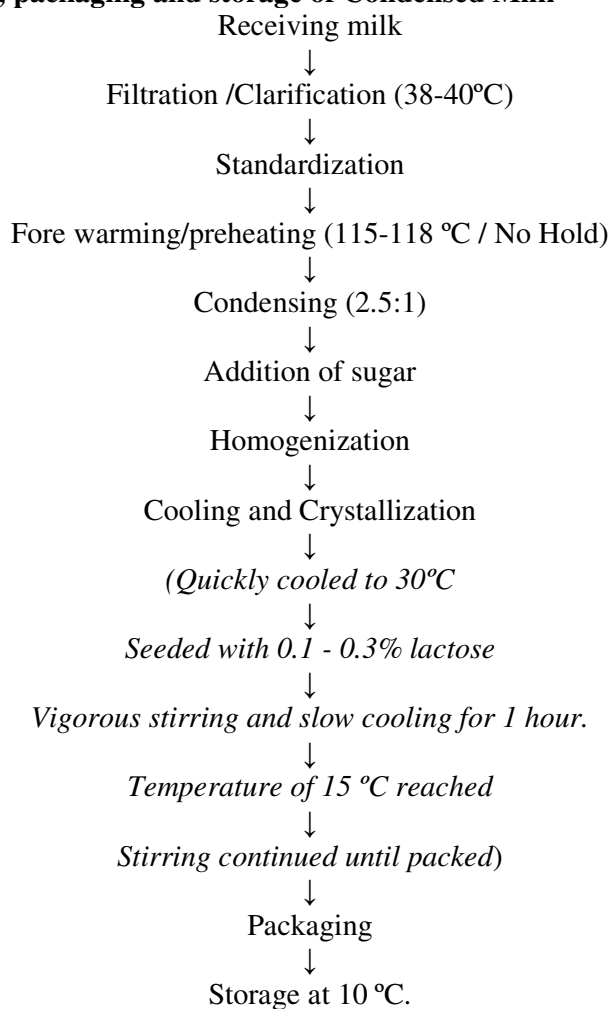 packaging and storage of Condensed Milk
Receiving milk
↓
Filtration /Clarification (38-40ºC)
↓
Standardization
↓
Fore warming/preheating (115-118 ºC / No Hold)
↓
Condensing (2.5:1)
↓
Addition of sugar
↓
Homogenization
↓
Cooling and Crystallization
↓
(Quickly cooled to 30ºC
↓
Seeded with 0.1 - 0.3% lactose
↓
Vigorous stirring and slow cooling for 1 hour.
↓
Temperature of 15 ºC reached
↓
Stirring continued until packed)
↓
Packaging
↓
Storage at 10 ºC.